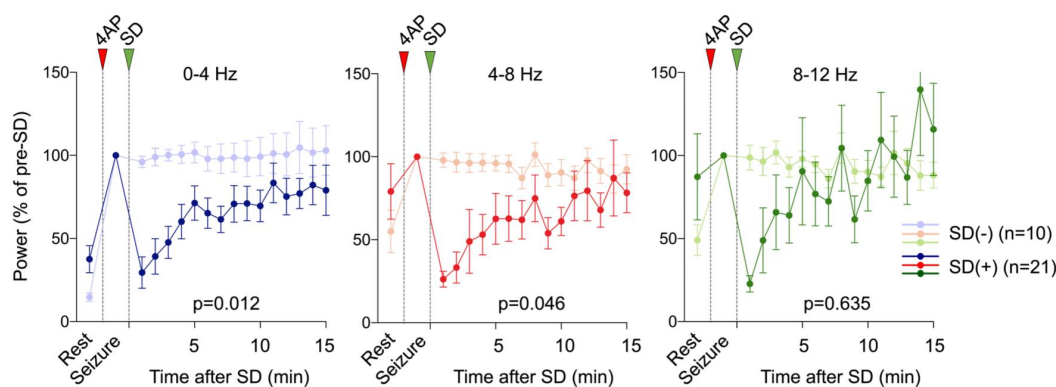 4AP SD 4AP SD 4AP SD
150 0-4 Hz 150 4-8 Hz 150 8-12 Hz
100 100 100
Power (% of pre-SD)
50 50 50
SD(-) (n=10)
SD(+) (n=21)
p=0.012 p=0.046 p=0.635
0 0 0
Rest Seizure 5 10 15 Rest Seizure 5 10 15 Rest Seizure 5 10 15
Time after SD (min) Time after SD (min) Time after SD (min)